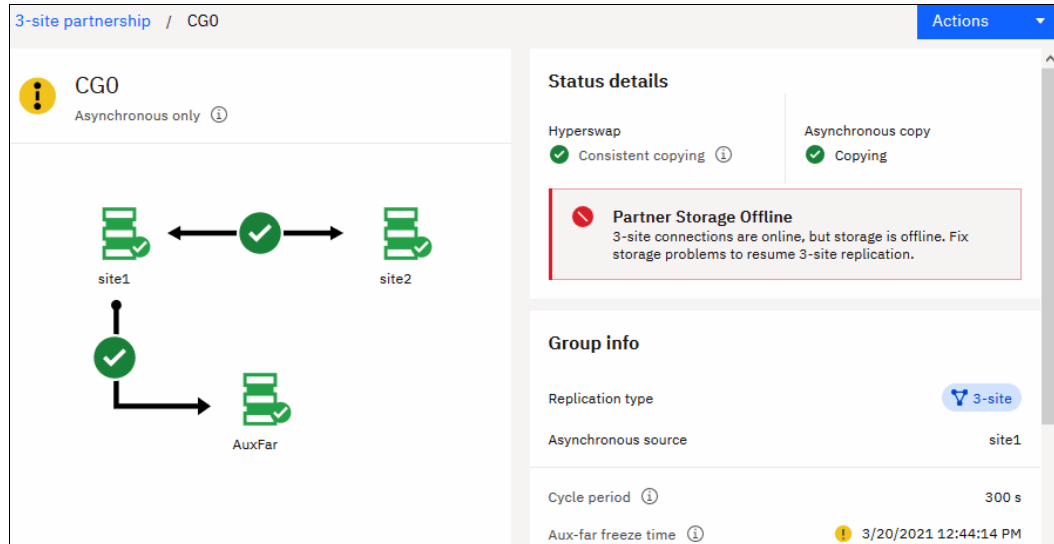 3-site partnership / CG0
Actions
CG0
Asynchronous only
site1
site2
AuxFar
Status details
Hyperswap
Consistent copying
Asynchronous copy
Copying
Partner Storage Offline
3-site connections are online, but storage is offline. Fix
storage problems to resume 3-site replication.
Group info
Replication type
3-site
Asynchronous source
site1
Cycle period
300 s
Aux-far freeze time
3/20/2021 12:44:14 PM